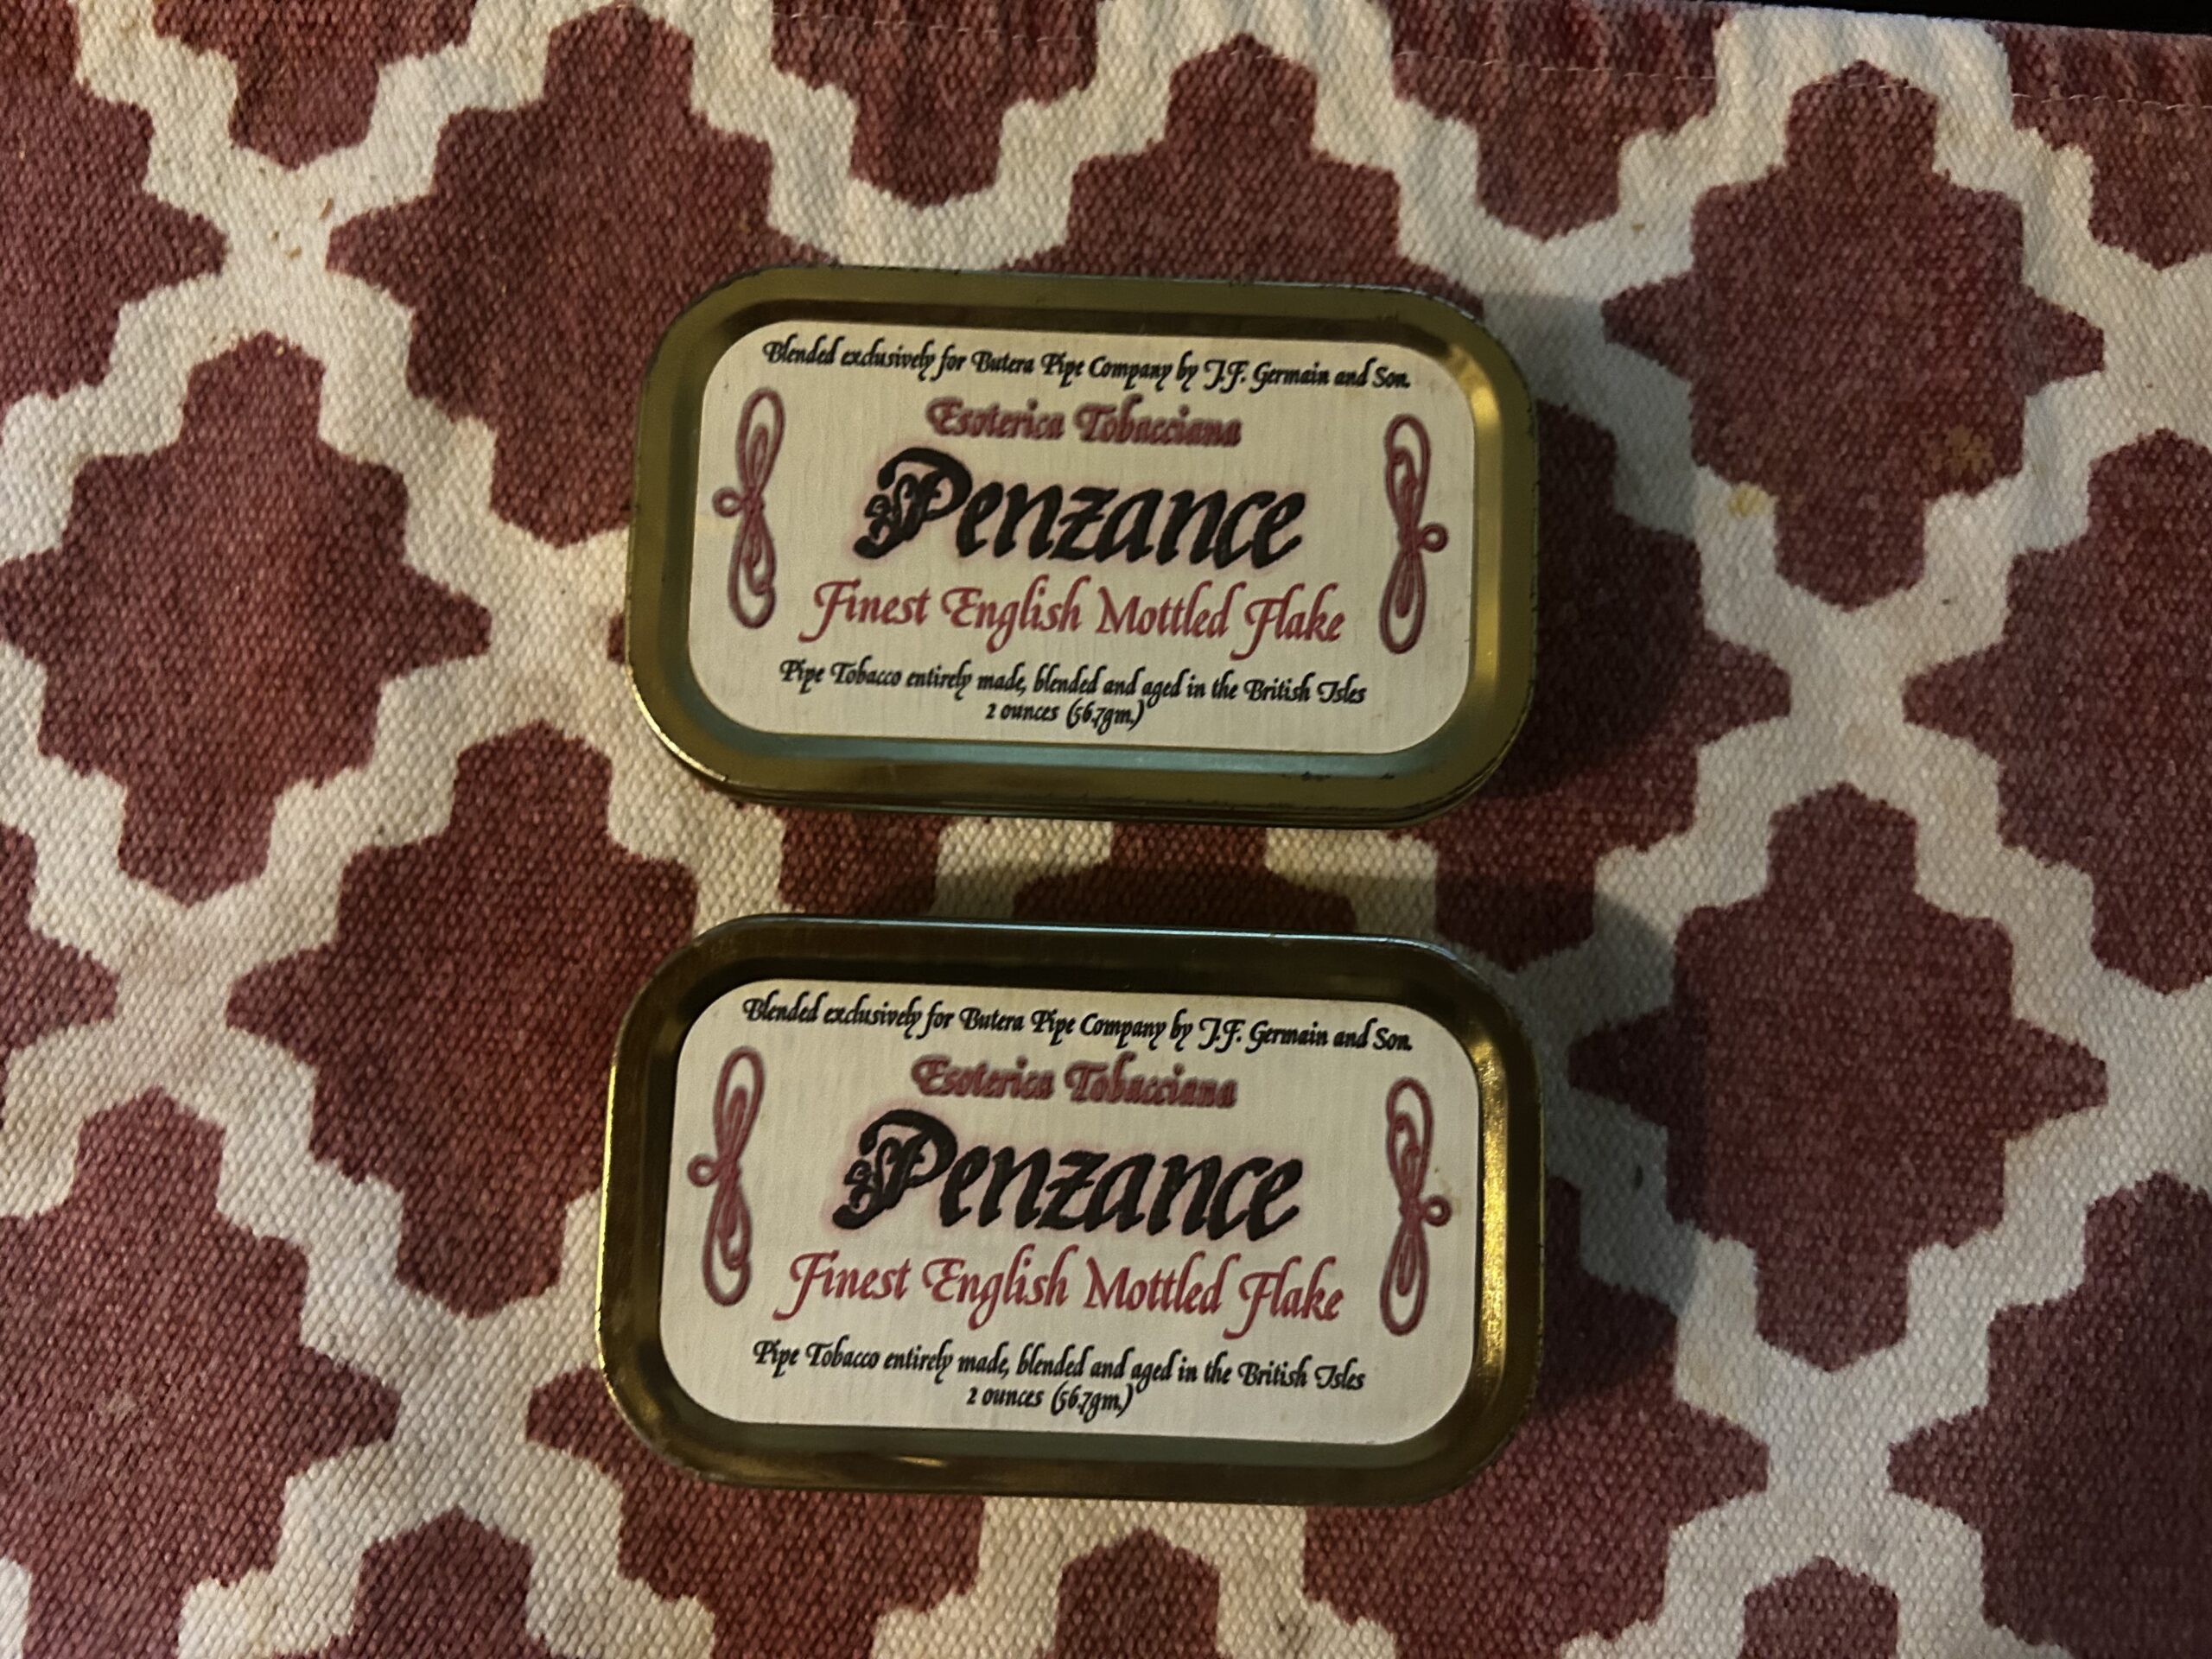 Blended exclusively for Butera Pipe Company by J.F. Germain and Son.
Esoterica Tobacciana
Penzance
Finest English Mottled Flake
Pipe Tobacco entirely made, blended and aged in the British Isles
2 ounces (56.7gm.)
Blended exclusively for Butera Pipe Company by J.F. Germain and Son.
Esoterica Tobacciana
Penzance
Finest English Mottled Flake
Pipe Tobacco entirely made, blended and aged in the British Isles
2 ounces (56.7gm.)